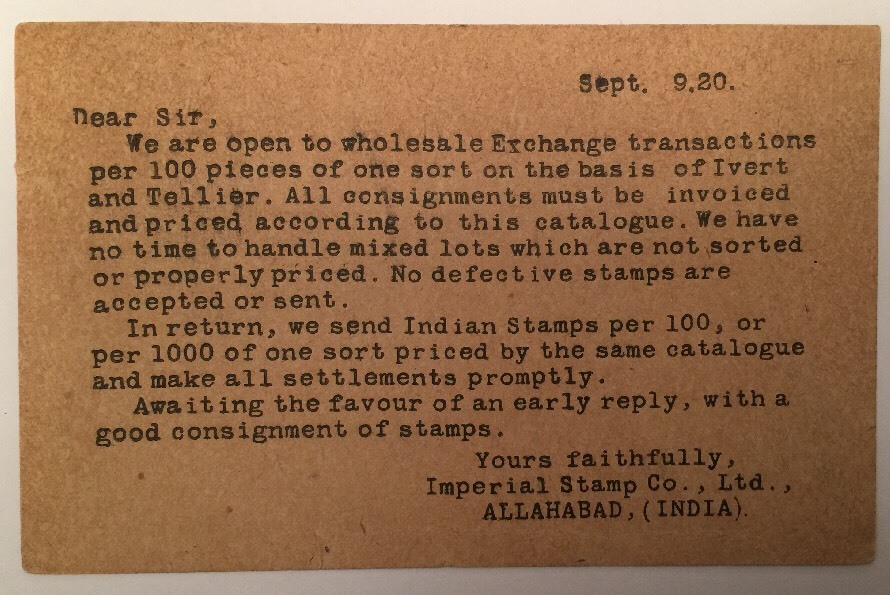 Sept. 9.20.
Dear Sir,
We are open to wholesale Exchange transactions
per 100 pieces of one sort on the basis of Ivert
and Tellier. All consignments must be invoiced
and priced according to this catalogue. We have
no time to handle mixed lots which are not sorted
or properly priced. No defective stamps are
accepted or sent.
In return, we send Indian Stamps per 100, or
per 1000 of one sort priced by the same catalogue
and make all settlements promptly.
Awaiting the favour of an early reply, with a
good consignment of stamps.
Yours faithfully,
Imperial Stamp Co., Ltd.,
ALLAHABAD, (INDIA).